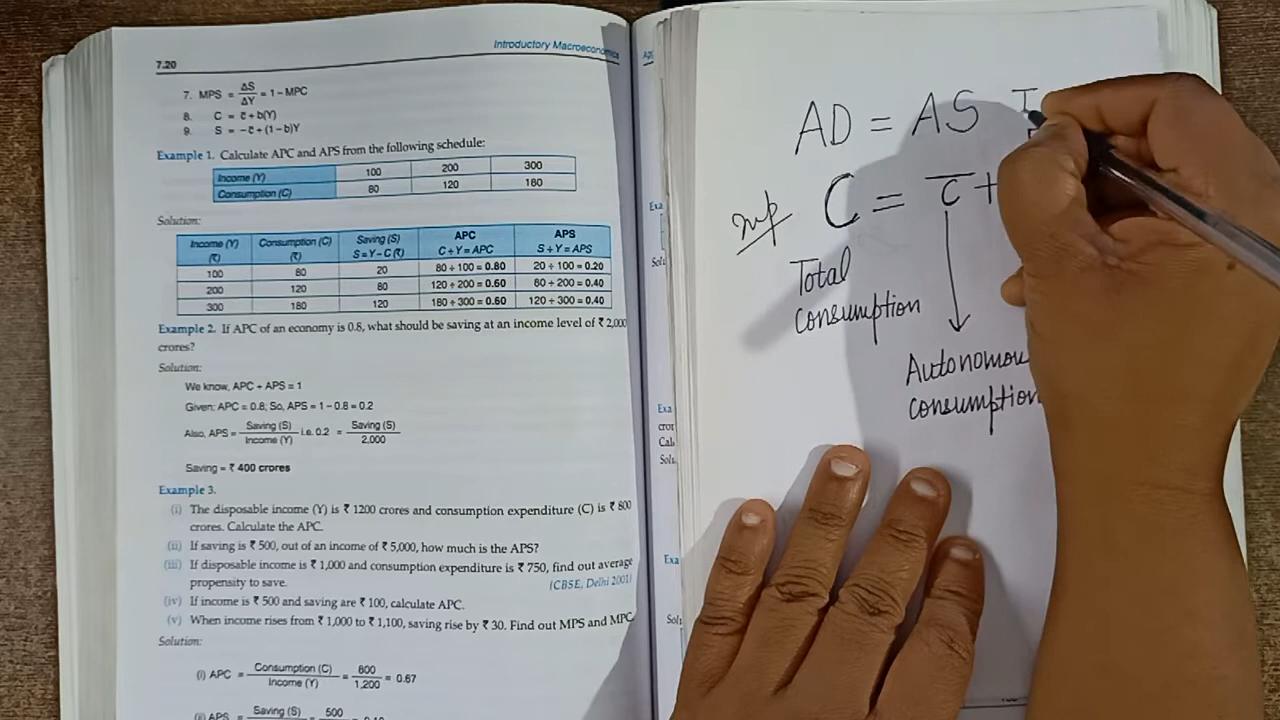 7.20
Introductory Macroeconomics
7. MPS = ΔS/ΔY = 1 – MPC
8. C = c̄ + b(Y)
9. S = –c̄ + (1 – b)Y
Example 1. Calculate APC and APS from the following schedule:
Income (Y) 100 200 300
Consumption (C) 80 120 180
Solution:
Income (Y) (₹) Consumption (C) (₹) Saving (S) S = Y – C (₹) APC C ÷ Y = APC APS S ÷ Y = APS
100 80 20 80 ÷ 100 = 0.80 20 ÷ 100 = 0.20
200 120 80 120 ÷ 200 = 0.60 80 ÷ 200 = 0.40
300 180 120 180 ÷ 300 = 0.60 120 ÷ 300 = 0.40
Example 2. If APC of an economy is 0.8, what should be saving at an income level of ₹ 2,000
crores?
Solution:
We know, APC + APS = 1
Given: APC = 0.8; So, APS = 1 – 0.8 = 0.2
Also, APS = Saving (S)/Income (Y) i.e. 0.2 = Saving (S)/2,000
Saving = ₹ 400 crores
Example 3.
(i) The disposable income (Y) is ₹ 1200 crores and consumption expenditure (C) is ₹ 800
crores. Calculate the APC.
(ii) If saving is ₹ 500, out of an income of ₹ 5,000, how much is the APS?
(iii) If disposable income is ₹ 1,000 and consumption expenditure is ₹ 750, find out average
propensity to save. (CBSE, Delhi 2001)
(iv) If income is ₹ 500 and saving are ₹ 100, calculate APC.
(v) When income rises from ₹ 1,000 to ₹ 1,100, saving rise by ₹ 30. Find out MPS and MPC.
Solution:
(i) APC = Consumption (C)/Income (Y) = 800/1,200 = 0.67
(ii) APS = Saving (S) = 500
AD = AS I
Imp C = c̄ +
Total
consumption
Autonomou
consumption